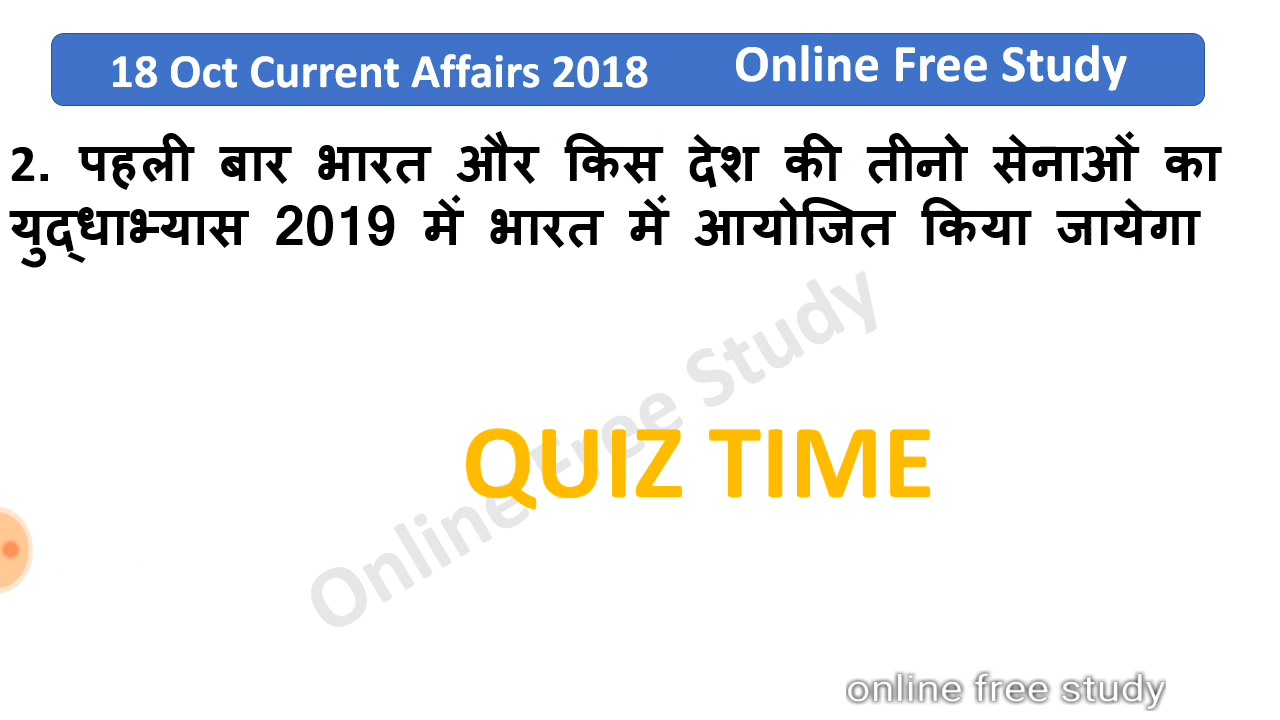 18 Oct Current Affairs 2018 Online Free Study
2. पहली बार भारत और किस देश की तीनो सेनाओं का
युद्धाभ्यास 2019 में भारत में आयोजित किया जायेगा
Online Free Study
QUIZ TIME
online free study